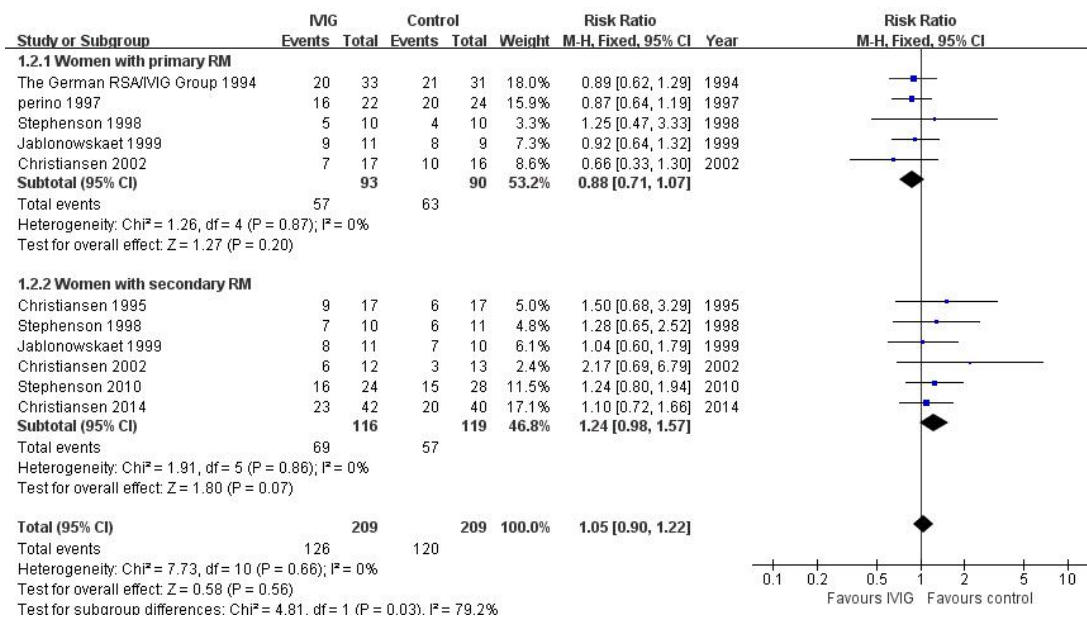 IVIG Control Risk Ratio Risk Ratio
Study or Subgroup Events Total Events Total Weight M-H, Fixed, 95% CI Year M-H, Fixed, 95% CI
1.2.1 Women with primary RM
The German RSA/IVIG Group 1994 20 33 21 31 18.0% 0.89 [0.62, 1.29] 1994
perino 1997 16 22 20 24 15.9% 0.87 [0.64, 1.19] 1997
Stephenson 1998 5 10 4 10 3.3% 1.25 [0.47, 3.33] 1998
Jablonowskaet 1999 9 11 8 9 7.3% 0.92 [0.64, 1.32] 1999
Christiansen 2002 7 17 10 16 8.6% 0.66 [0.33, 1.30] 2002
Subtotal (95% CI) 93 90 53.2% 0.88 [0.71, 1.07]
Total events 57 63
Heterogeneity: Chi² = 1.26, df = 4 (P = 0.87); I² = 0%
Test for overall effect: Z = 1.27 (P = 0.20)
1.2.2 Women with secondary RM
Christiansen 1995 9 17 6 17 5.0% 1.50 [0.68, 3.29] 1995
Stephenson 1998 7 10 6 11 4.8% 1.28 [0.65, 2.52] 1998
Jablonowskaet 1999 8 11 7 10 6.1% 1.04 [0.60, 1.79] 1999
Christiansen 2002 6 12 3 13 2.4% 2.17 [0.69, 6.79] 2002
Stephenson 2010 16 24 15 28 11.5% 1.24 [0.80, 1.94] 2010
Christiansen 2014 23 42 20 40 17.1% 1.10 [0.72, 1.66] 2014
Subtotal (95% CI) 116 119 46.8% 1.24 [0.98, 1.57]
Total events 69 57
Heterogeneity: Chi² = 1.91, df = 5 (P = 0.86); I² = 0%
Test for overall effect: Z = 1.80 (P = 0.07)
Total (95% CI) 209 209 100.0% 1.05 [0.90, 1.22]
Total events 126 120
Heterogeneity: Chi² = 7.73, df = 10 (P = 0.66); I² = 0%
Test for overall effect: Z = 0.58 (P = 0.56)
Test for subgroup differences: Chi² = 4.81, df = 1 (P = 0.03), I² = 79.2%
0.1 0.2 0.5 1 2 5 10
Favours IVIG Favours control